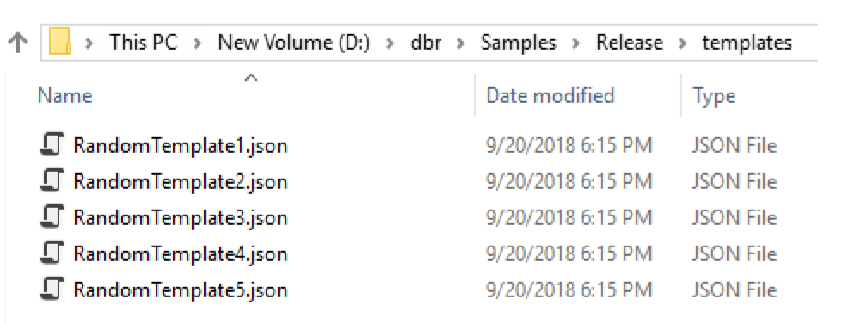 This PC > New Volume (D:) > dbr > Samples > Release > templates
Name Date modified Type
RandomTemplate1.json 9/20/2018 6:15 PM JSON File
RandomTemplate2.json 9/20/2018 6:15 PM JSON File
RandomTemplate3.json 9/20/2018 6:15 PM JSON File
RandomTemplate4.json 9/20/2018 6:15 PM JSON File
RandomTemplate5.json 9/20/2018 6:15 PM JSON File